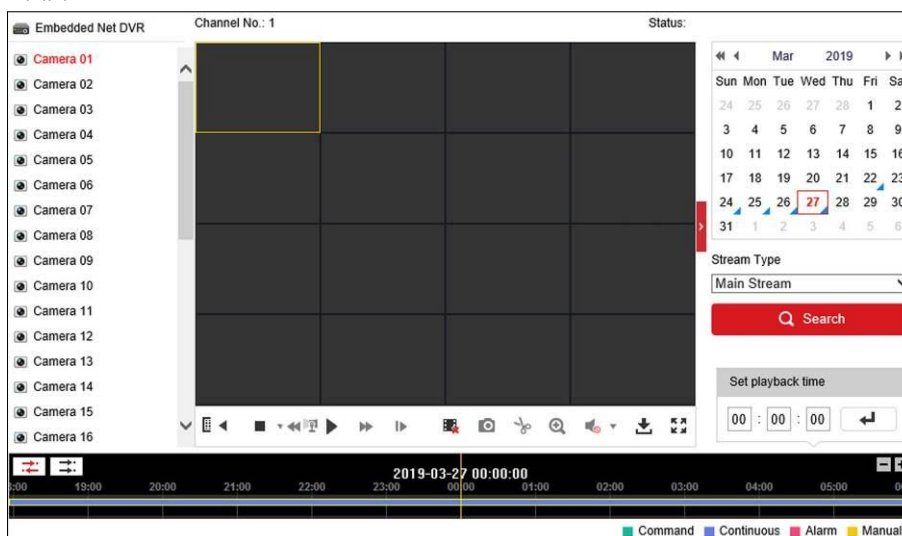 Embedded Net DVR
Channel No.: 1
Status:
Camera 01
Camera 02
Camera 03
Camera 04
Camera 05
Camera 06
Camera 07
Camera 08
Camera 09
Camera 10
Camera 11
Camera 12
Camera 13
Camera 14
Camera 15
Camera 16
Mar 2019
Sun Mon Tue Wed Thu Fri Sa
24 25 26 27 28 1 2
3 4 5 6 7 8 9
10 11 12 13 14 15 16
17 18 19 20 21 22 23
24 25 26 27 28 29 30
31 1 2 3 4 5 6
Stream Type
Main Stream
Search
Set playback time
00 : 00 : 00
2019-03-27 00:00:00
:00 19:00 20:00 21:00 22:00 23:00 00:00 01:00 02:00 03:00 04:00 05:00 0
Command Continuous Alarm Manual